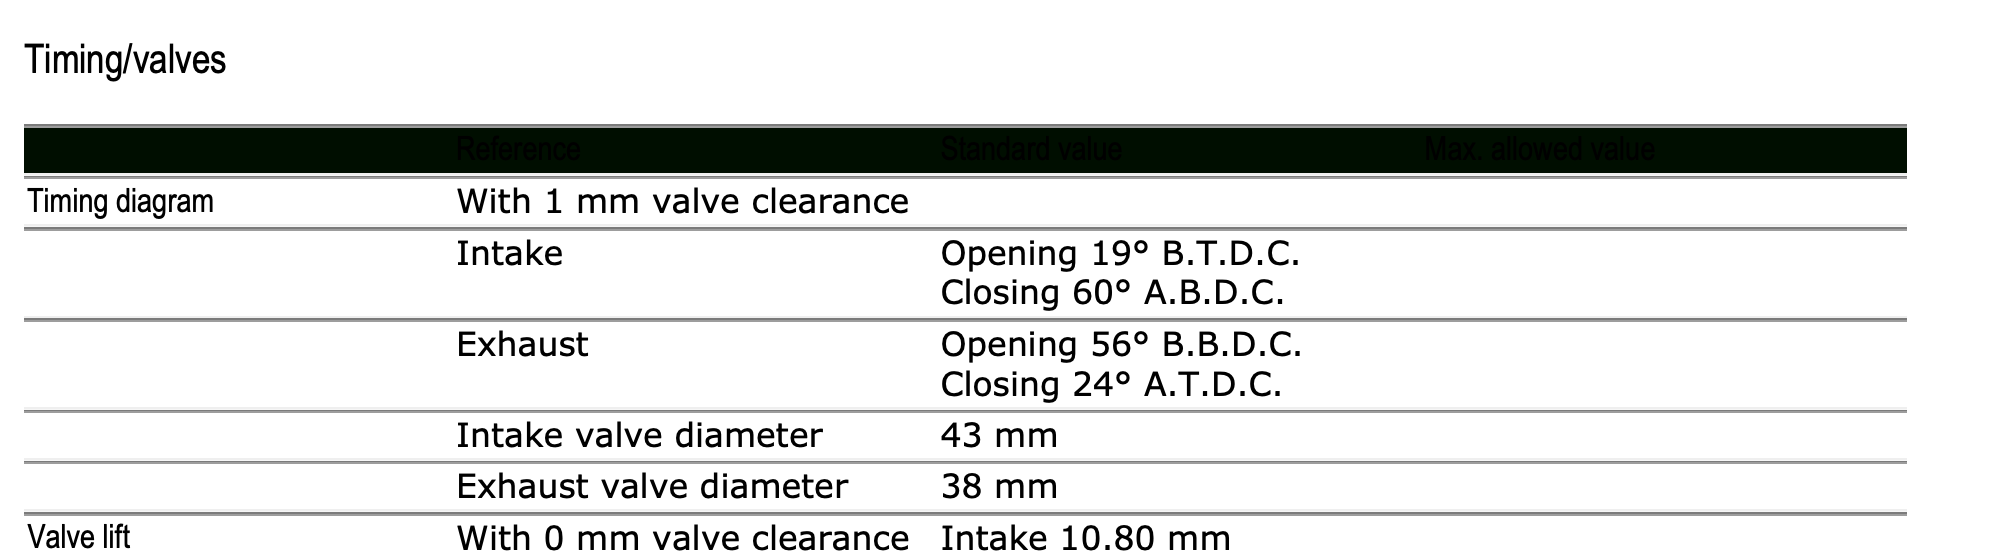 Timing/valves
Reference Standard value Max. allowed value
Timing diagram With 1 mm valve clearance
Intake Opening 19° B.T.D.C.
Closing 60° A.B.D.C.
Exhaust Opening 56° B.B.D.C.
Closing 24° A.T.D.C.
Intake valve diameter 43 mm
Exhaust valve diameter 38 mm
Valve lift With 0 mm valve clearance Intake 10.80 mm